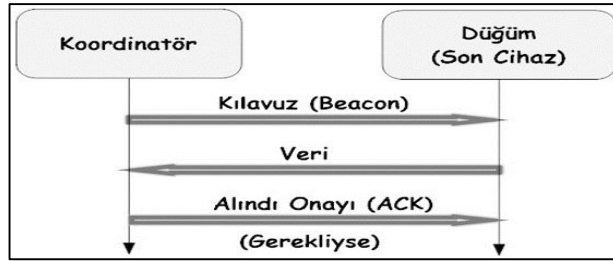 Koordinatör
Düğüm
(Son Cihaz)
Kılavuz (Beacon)
Veri
Alındı Onayı (ACK)
(Gerekliyse)